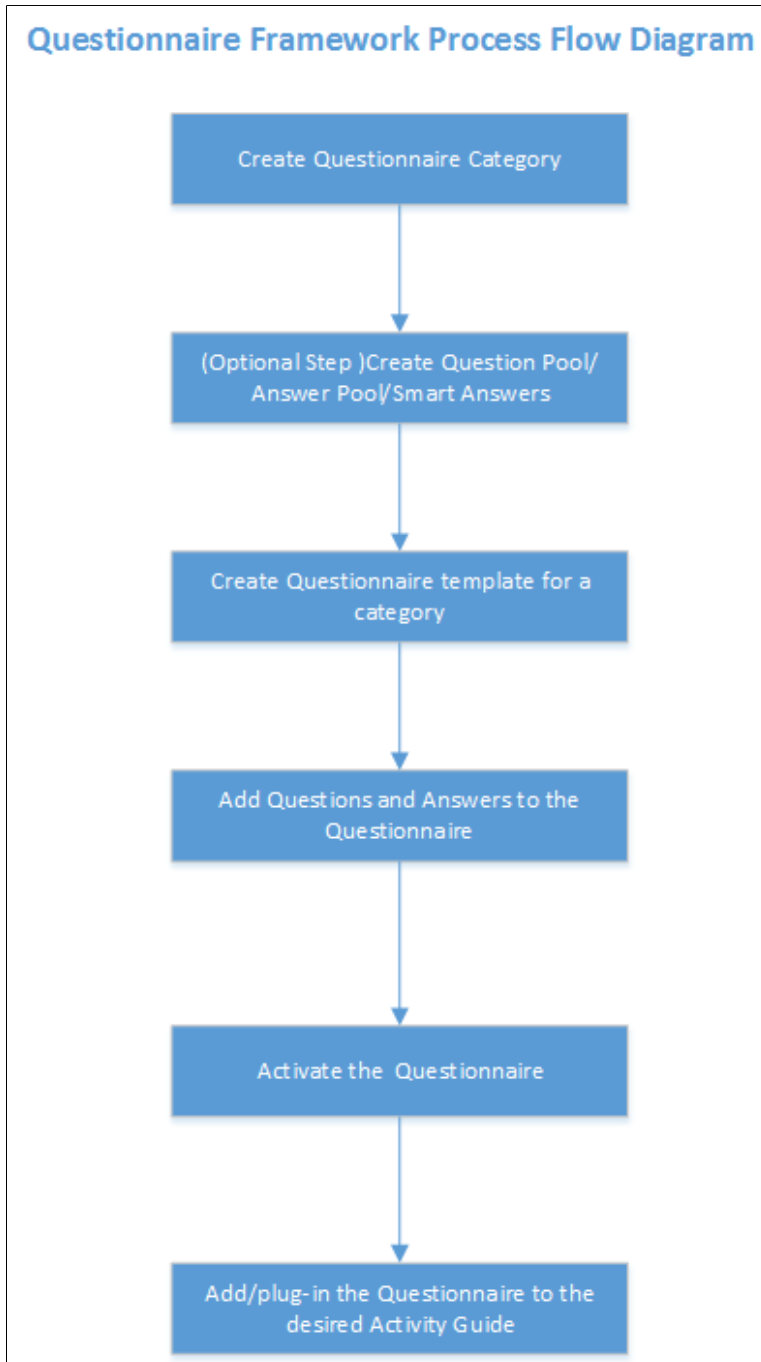 Questionnaire Framework Process Flow Diagram
Create Questionnaire Category
(Optional Step )Create Question Pool/
Answer Pool/Smart Answers
Create Questionnaire template for a
category
Add Questions and Answers to the
Questionnaire
Activate the  Questionnaire
Add/plug-in the Questionnaire to the
desired Activity Guide